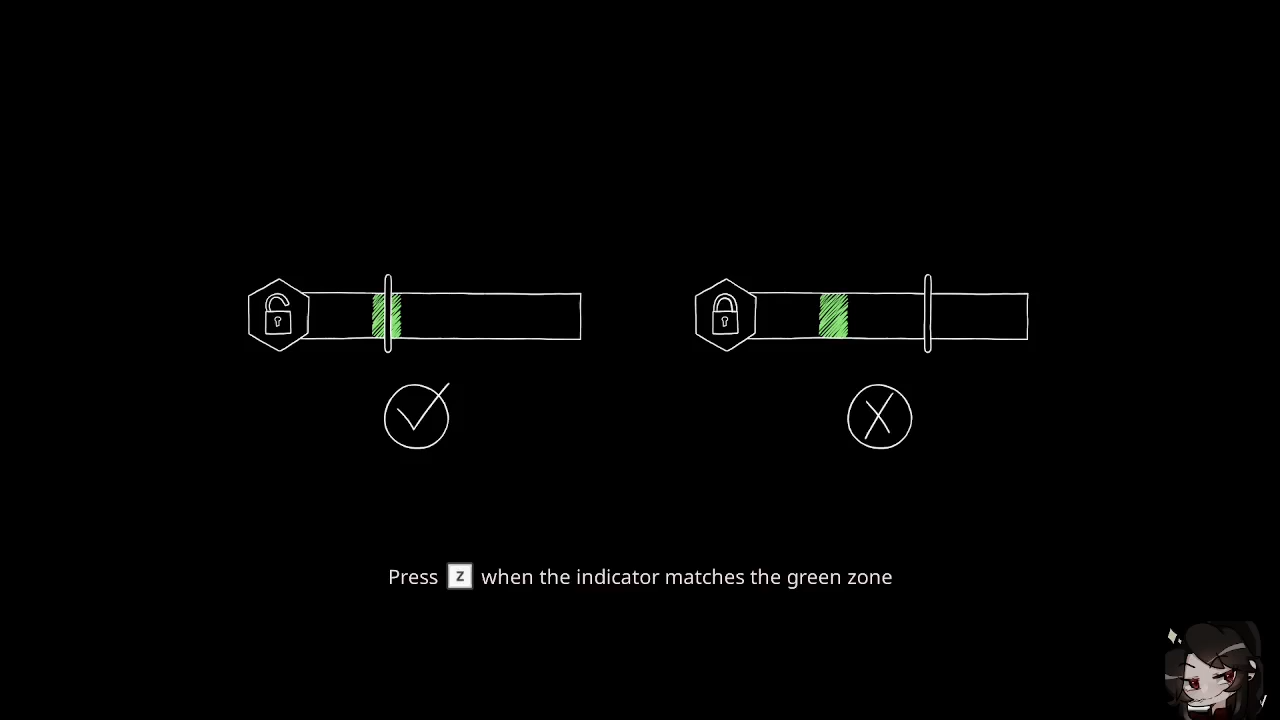 Press Z when the indicator matches the green zone